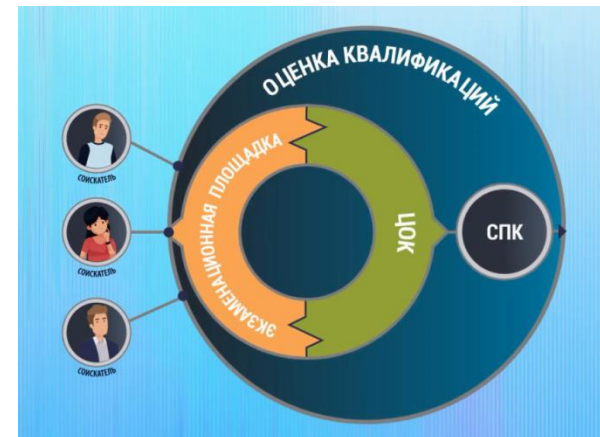 ОЦЕНКА КВАЛИФИКАЦИЙ
СОИСКАТЕЛЬ
ЭКЗАМЕНАЦИОННАЯ ПЛОЩАДКА
ЦОК
СПК
СОИСКАТЕЛЬ
СОИСКАТЕЛЬ